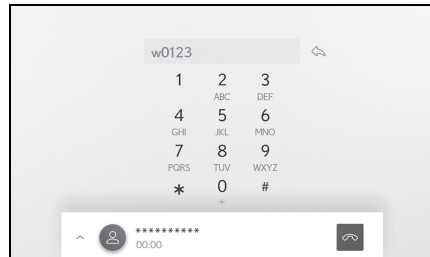 w0123
1 2 3
ABC DEF
4 5 6
GHI JKL MNO
7 8 9
PQRS TUV WXYZ
* 0 #
+
**********
00:00